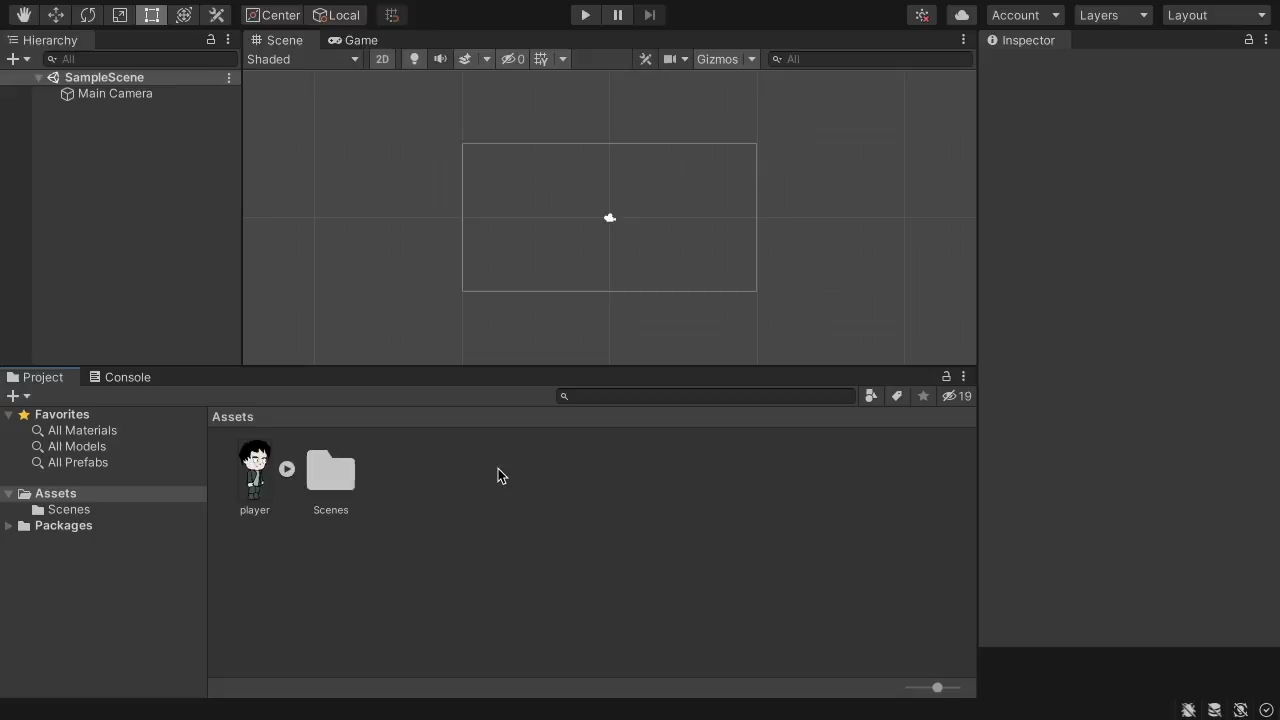 Center Local Account Layers Layout
Hierarchy
All
SampleScene
Main Camera
Scene Game
Shaded 2D 0 Gizmos All
Inspector
Project Console
19
Favorites
All Materials
All Models
All Prefabs
Assets
Scenes
Packages
Assets
player Scenes